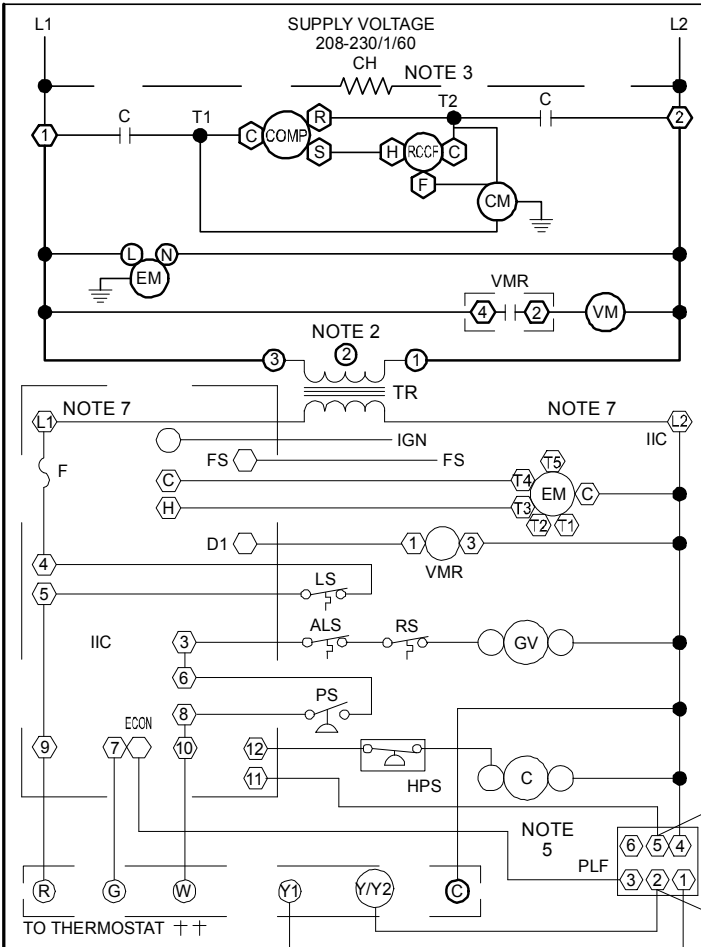 L1 SUPPLY VOLTAGE L2
208-230/1/60
CH NOTE 3
C T1 T2 C
1 C COMP R 2
S H RCCF C
F
CM
L N
EM
VMR
4 2 VM
NOTE 2
3 2 1
TR
L1 NOTE 7 NOTE 7 L2
IGN IIC
F FS FS
T5
C T4 EM C
H T3
T2 T1
D1 1 3
VMR
4
5 LS
IIC 3 ALS RS GV
6
8 PS
ECON
9 7 10 12
11 HPS C
NOTE
5
6 5 4
PLF
3 2 1
R G W Y1 Y/Y2 C
TO THERMOSTAT ++